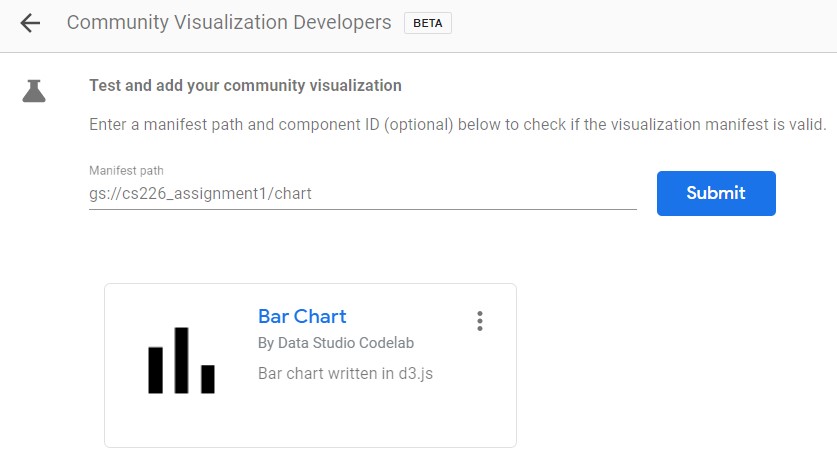 Community Visualization Developers BETA
Test and add your community visualization
Enter a manifest path and component ID (optional) below to check if the visualization manifest is valid.
Manifest path
gs://cs226_assignment1/chart
Submit
Bar Chart
By Data Studio Codelab
Bar chart written in d3.js